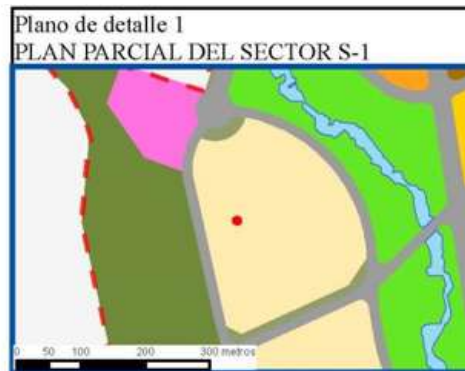 Plano de detalle 1
PLAN PARCIAL DEL SECTOR S-1
0 50 100 200 300 metros